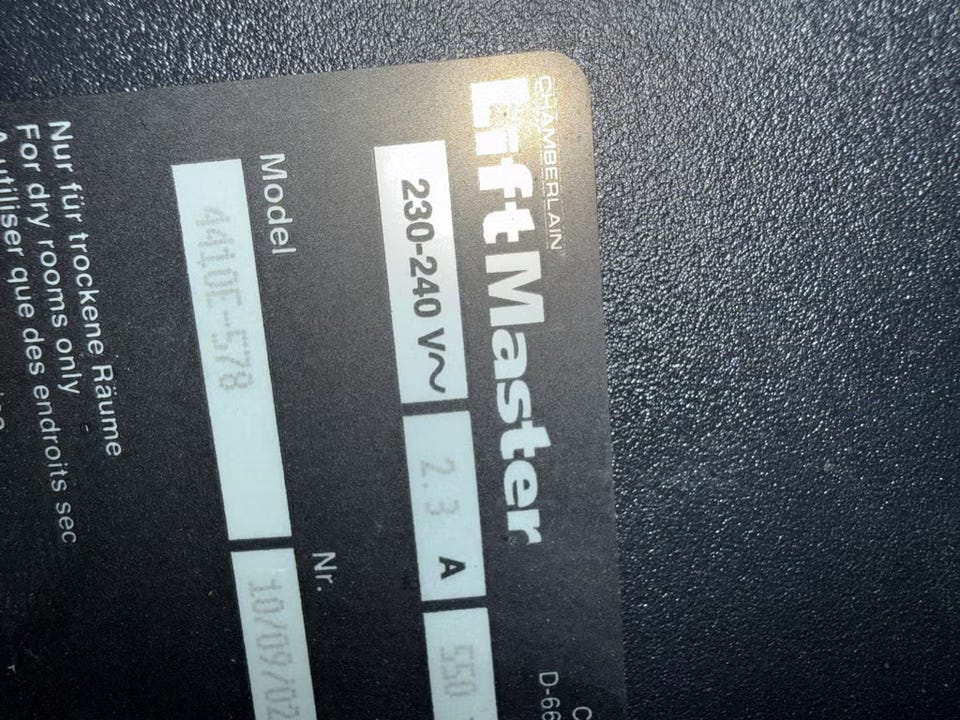 CHAMBERLAIN
LiftMaster
230-240 V~ 2.3 A 550
D-66
Model Nr.
4410E-578 10/09/02
Nur für trockene Räume
For dry rooms only
A utiliser que des endroits sec